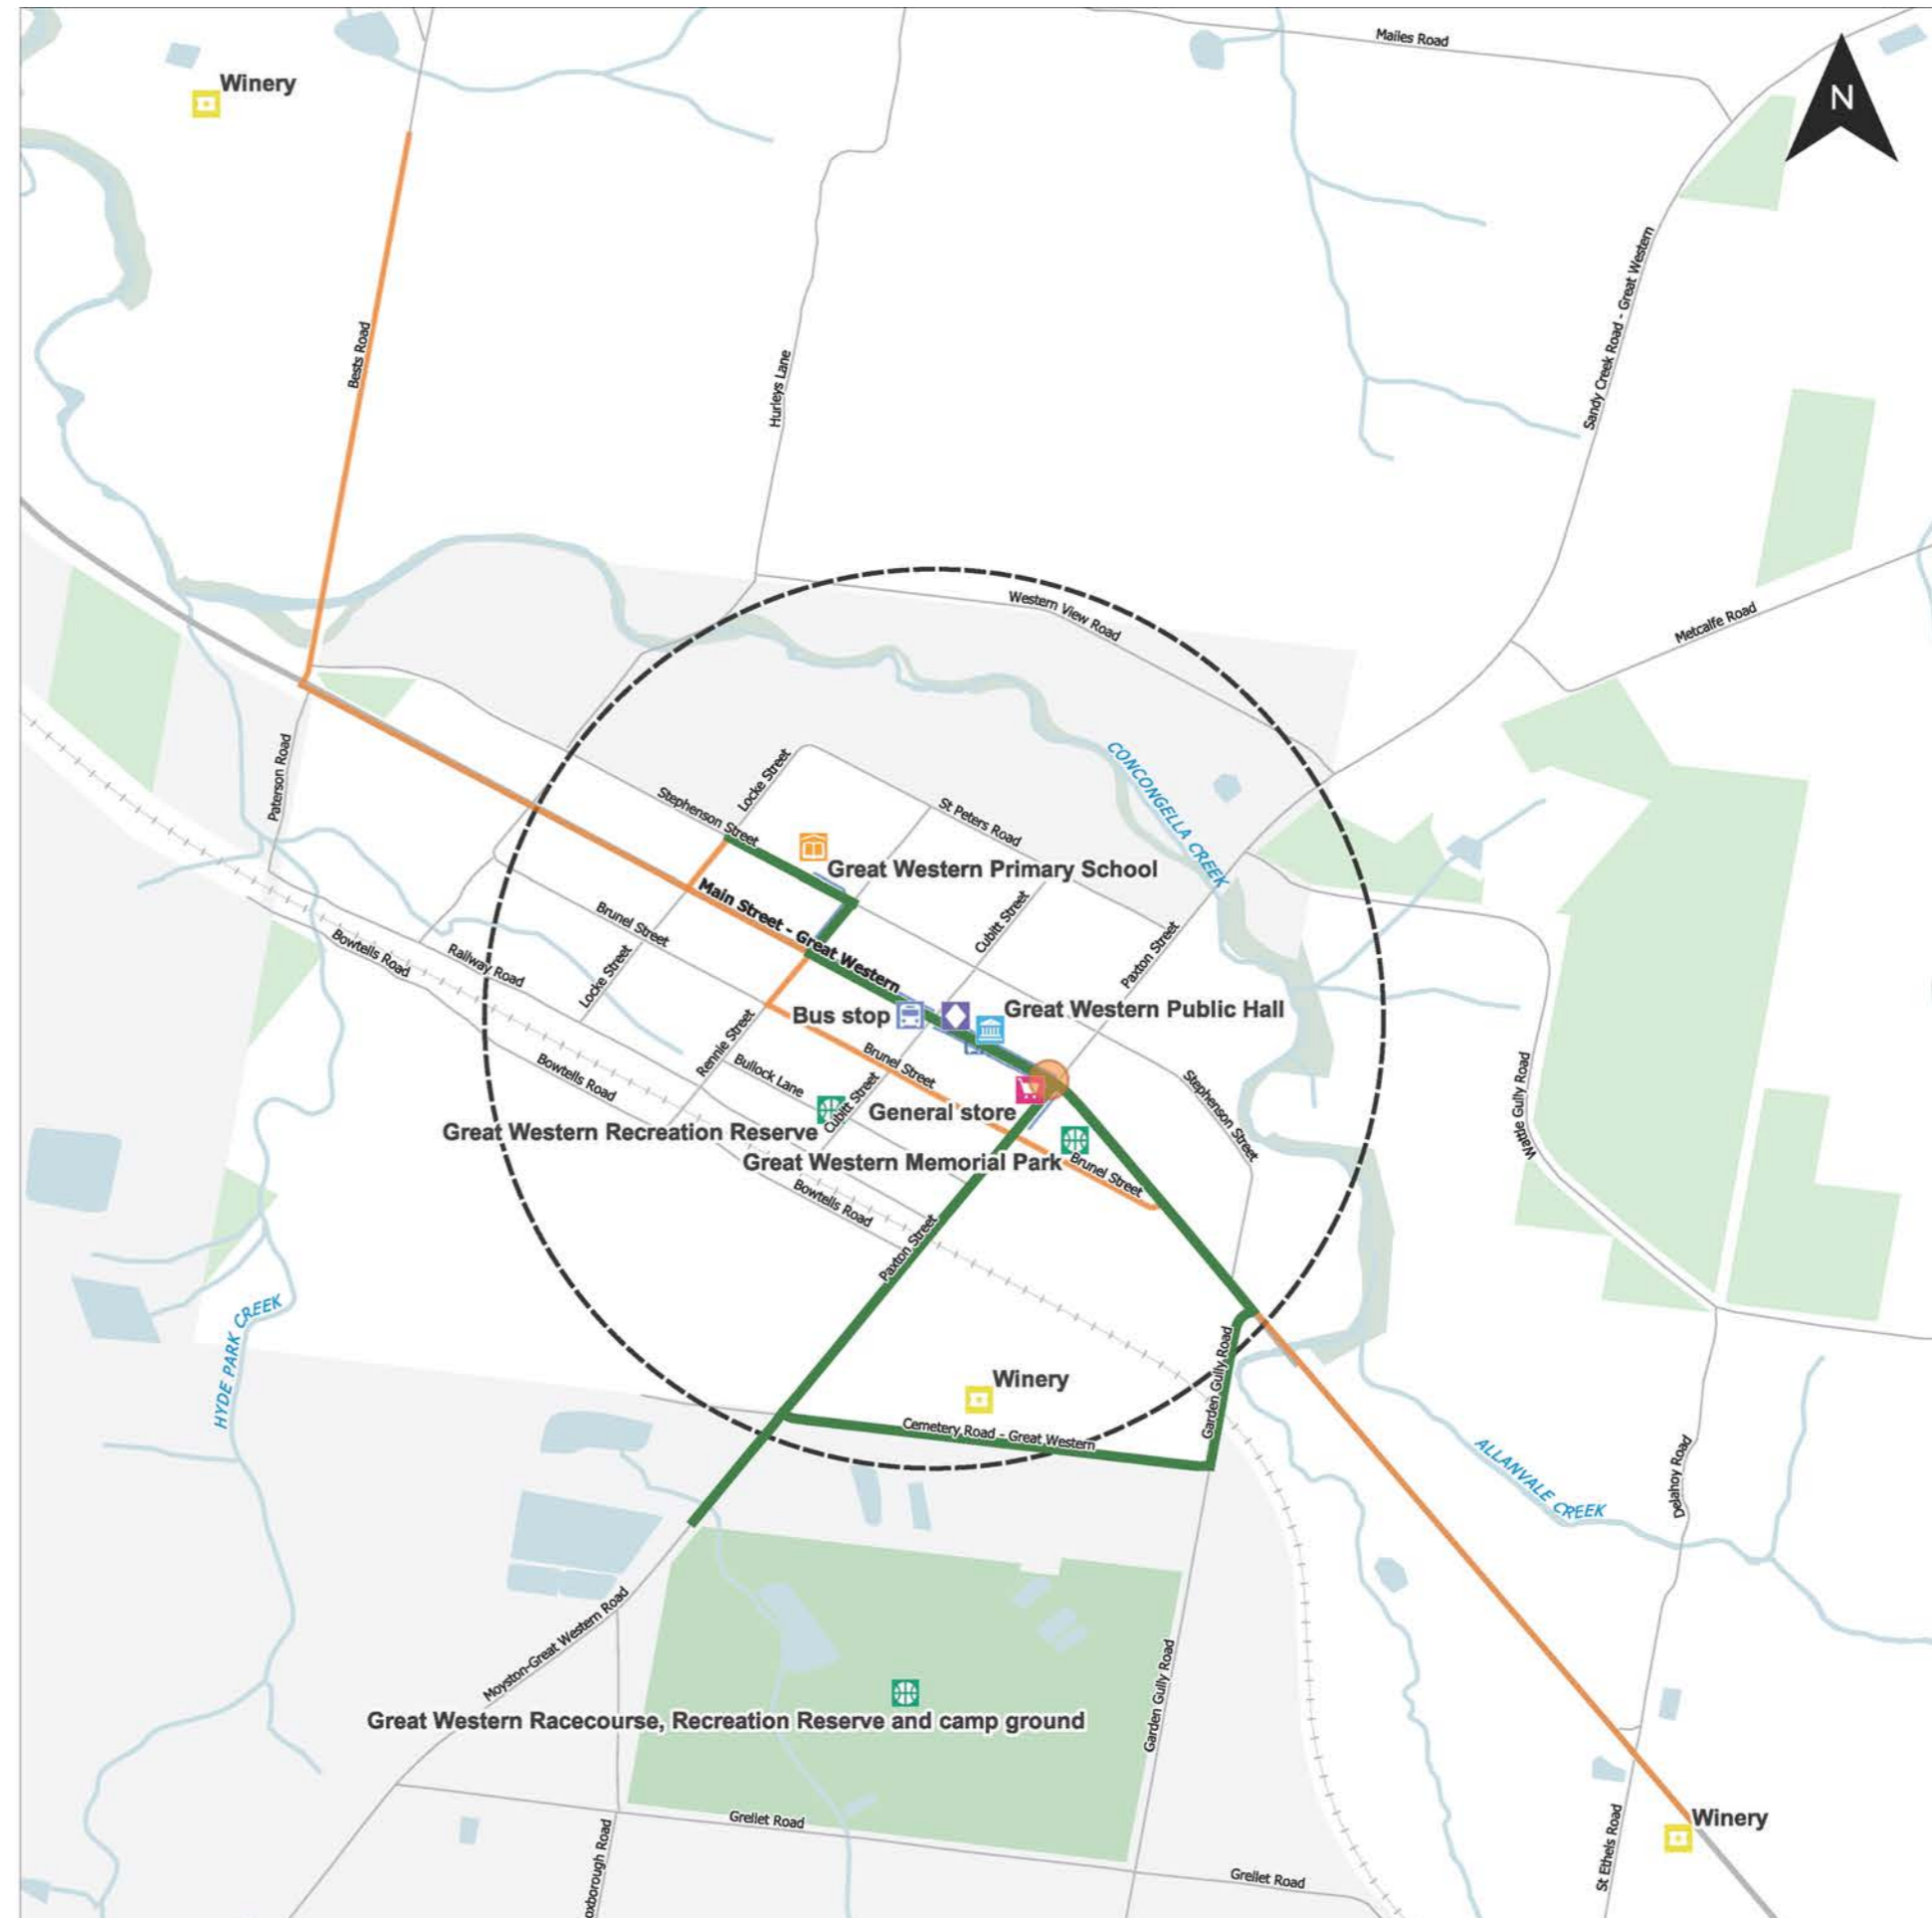 Mailes Road
Winery
N
Sandy Creek Road - Great Western
Bests Road
Hurleys Lane
Western View Road
Metcalfe Road
CONCONGELLA CREEK
Paterson Road
Locke Street
Stephenson Street
St Peters Road
Great Western Primary School
Main Street - Great Western
Cubitt Street
Brunel Street
Paxton Street
Bowtells Road
Railway Road
Locke Street
Great Western Public Hall
Bus stop
Rennie Street
Brunel Street
Bullock Lane
Bowtells Road
Cubitt Street
Stephenson Street
Wattle Gully Road
General store
Great Western Recreation Reserve
Great Western Memorial Park
Brunel Street
Bowtells Road
Paxton Street
HYDE PARK CREEK
Garden Gully Road
Winery
Cemetery Road - Great Western
ALLANVALE CREEK
Delahoy Road
Moyston-Great Western Road
Garden Gully Road
Great Western Racecourse, Recreation Reserve and camp ground
Grellet Road
Winery
St Ethels Road
Grellet Road